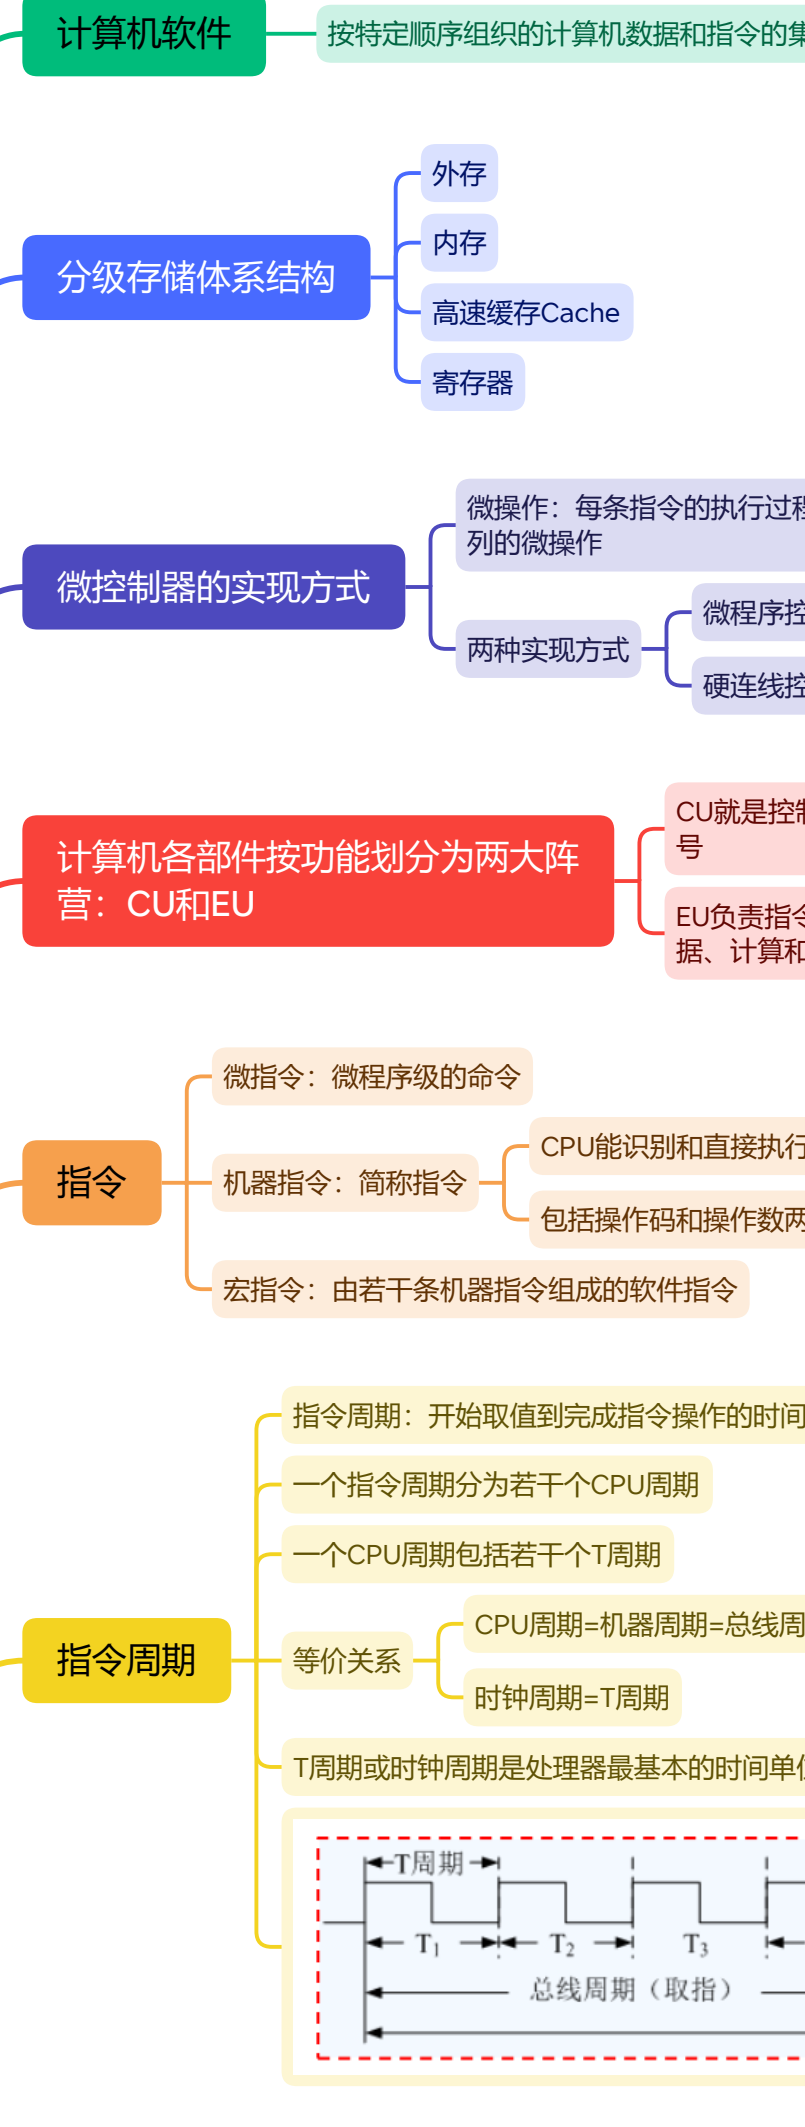 计算机软件
按特定顺序组织的计算机数据和指令的集
分级存储体系结构
外存
内存
高速缓存Cache
寄存器
微控制器的实现方式
微操作：每条指令的执行过程
列的微操作
两种实现方式
微程序控
硬连线控
计算机各部件按功能划分为两大阵
营：CU和EU
CU就是控制
号
EU负责指令
据、计算和
指令
微指令：微程序级的命令
机器指令：简称指令
CPU能识别和直接执行
包括操作码和操作数两
宏指令：由若干条机器指令组成的软件指令
指令周期
指令周期：开始取值到完成指令操作的时间
一个指令周期分为若干个CPU周期
一个CPU周期包括若干个T周期
等价关系
CPU周期=机器周期=总线周
时钟周期=T周期
T周期或时钟周期是处理器最基本的时间单位
T周期
T₁ T₂ T₃
总线周期（取指）